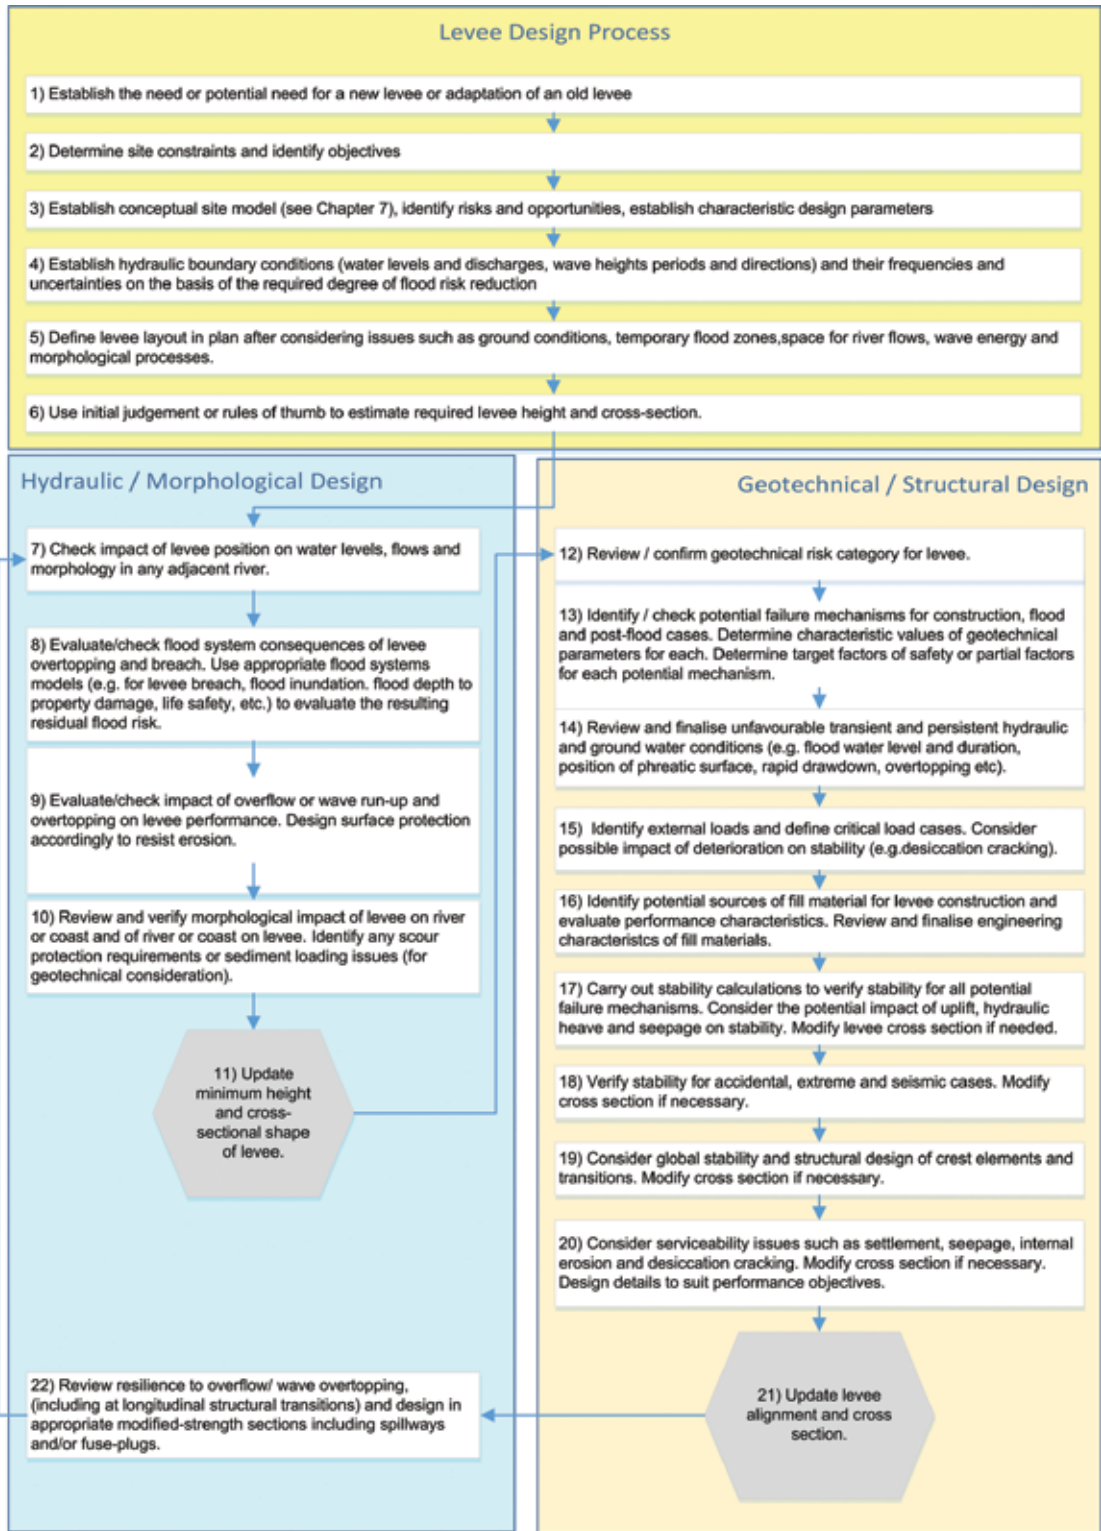 Levee Design Process
1) Establish the need or potential need for a new levee or adaptation of an old levee
2) Determine site constraints and identify objectives
3) Establish conceptual site model (see Chapter 7), identify risks and opportunities, establish characteristic design parameters
4) Establish hydraulic boundary conditions (water levels and discharges, wave heights periods and directions) and their frequencies and
uncertainties on the basis of the required degree of flood risk reduction
5) Define levee layout in plan after considering issues such as ground conditions, temporary flood zones,space for river flows, wave energy and
morphological processes.
6) Use initial judgement or rules of thumb to estimate required levee height and cross-section.
Hydraulic / Morphological Design
7) Check impact of levee position on water levels, flows and
morphology in any adjacent river.
8) Evaluate/check flood system consequences of levee
overtopping and breach. Use appropriate flood systems
models (e.g. for levee breach, flood inundation. flood depth to
property damage, life safety, etc.) to evaluate the resulting
residual flood risk.
9) Evaluate/check impact of overflow or wave run-up and
overtopping on levee performance. Design surface protection
accordingly to resist erosion.
10) Review and verify morphological impact of levee on river
or coast and of river or coast on levee. Identify any scour
protection requirements or sediment loading issues (for
geotechnical consideration).
11) Update
minimum height
and cross-
sectional shape
of levee.
Geotechnical / Structural Design
12) Review / confirm geotechnical risk category for levee.
13) Identify / check potential failure mechanisms for construction, flood
and post-flood cases. Determine characteristic values of geotechnical
parameters for each. Determine target factors of safety or partial factors
for each potential mechanism.
14) Review and finalise unfavourable transient and persistent hydraulic
and ground water conditions (e.g. flood water level and duration,
position of phreatic surface, rapid drawdown, overtopping etc).
15) Identify external loads and define critical load cases. Consider
possible impact of deterioration on stability (e.g.desiccation cracking).
16) Identify potential sources of fill material for levee construction and
evaluate performance characteristics. Review and finalise engineering
characteristcs of fill materials.
17) Carry out stability calculations to verify stability for all potential
failure mechanisms. Consider the potential impact of uplift, hydraulic
heave and seepage on stability. Modify levee cross section if needed.
18) Verify stability for accidental, extreme and seismic cases. Modify
cross section if necessary.
19) Consider global stability and structural design of crest elements and
transitions. Modify cross section if necessary.
20) Consider serviceability issues such as settlement, seepage, internal
erosion and desiccation cracking. Modify cross section if necessary.
Design details to suit performance objectives.
21) Update levee
alignment and cross
section.
22) Review resilience to overflow/ wave overtopping,
(including at longitudinal structural transitions) and design in
appropriate modified-strength sections including spillways
and/or fuse-plugs.